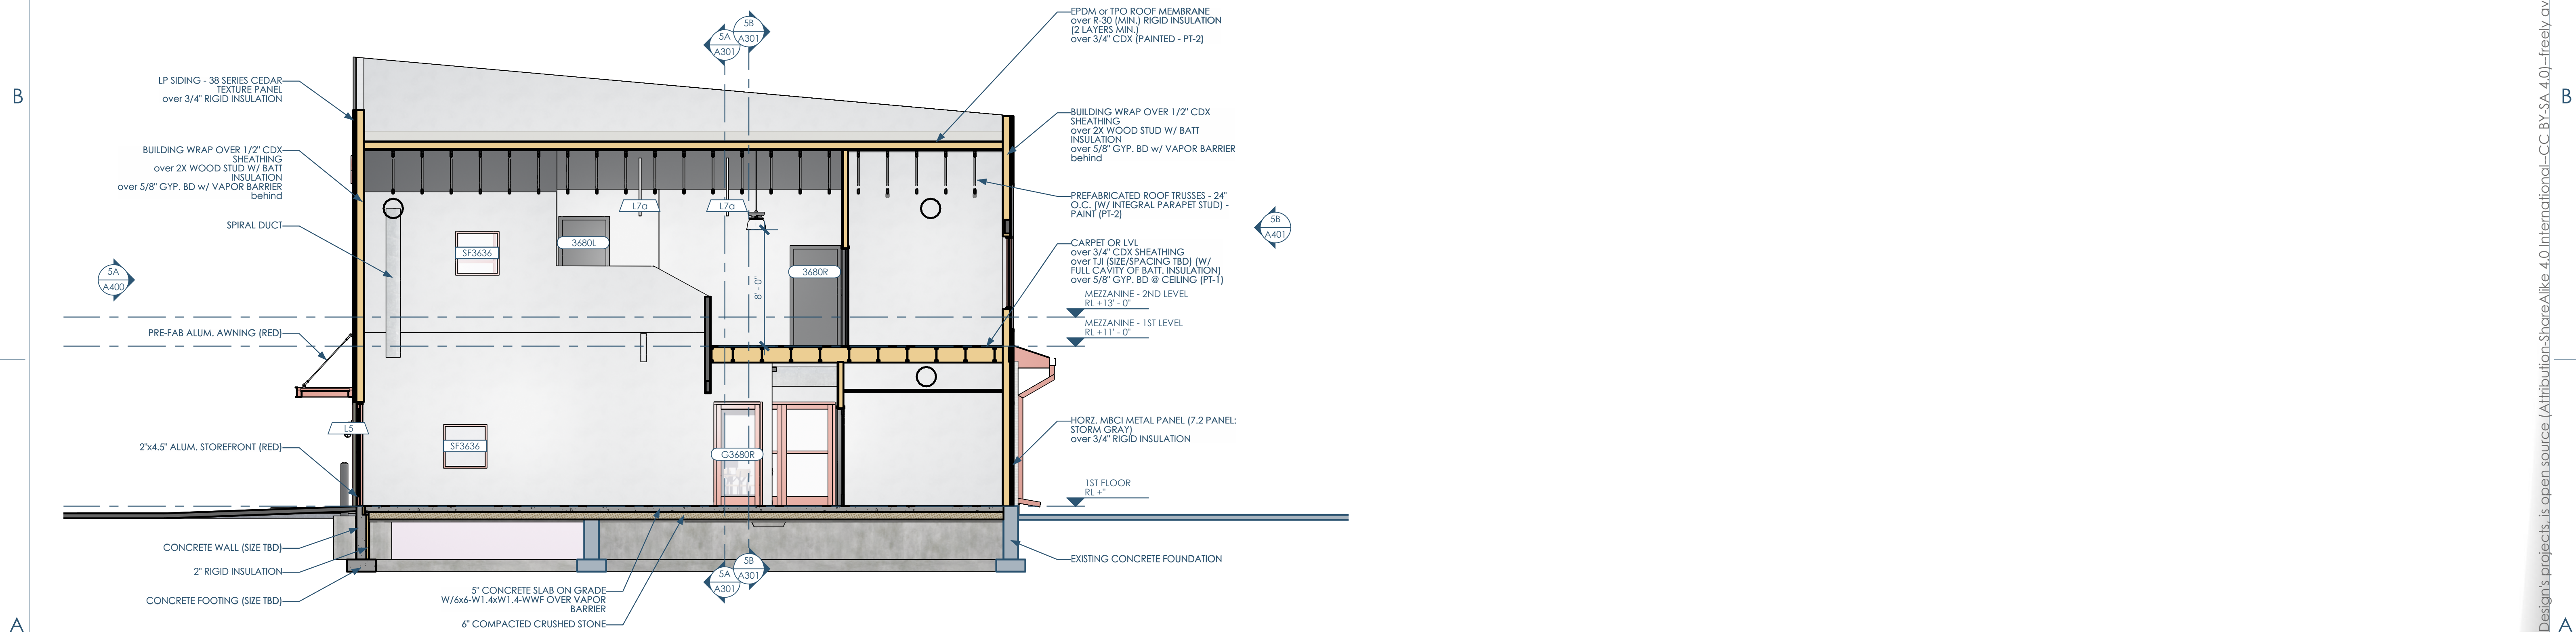 B
LP SIDING - 38 SERIES CEDAR
TEXTURE PANEL
over 3/4" RIGID INSULATION
BUILDING WRAP OVER 1/2" CDX
SHEATHING
over 2X WOOD STUD W/ BATT
INSULATION
over 5/8" GYP. BD w/ VAPOR BARRIER
behind
SPIRAL DUCT
5A
A400
PRE-FAB ALUM. AWNING (RED)
L5
2"x4.5" ALUM. STOREFRONT (RED)
CONCRETE WALL (SIZE TBD)
2" RIGID INSULATION
CONCRETE FOOTING (SIZE TBD)
A
5A
A301
5B
A301
L7a
L7a
SF3636
3680L
3680R
8' - 0"
SF3636
G3680R
5A
A301
5B
A301
5" CONCRETE SLAB ON GRADE
W/6x6-W1.4xW1.4-WWF OVER VAPOR
BARRIER
6" COMPACTED CRUSHED STONE
EPDM or TPO ROOF MEMBRANE
over R-30 (MIN.) RIGID INSULATION
(2 LAYERS MIN.)
over 3/4" CDX (PAINTED - PT-2)
BUILDING WRAP OVER 1/2" CDX
SHEATHING
over 2X WOOD STUD W/ BATT
INSULATION
over 5/8" GYP. BD w/ VAPOR BARRIER
behind
PREFABRICATED ROOF TRUSSES - 24"
O.C. (W/ INTEGRAL PARAPET STUD) -
PAINT (PT-2)
5B
A401
CARPET OR LVL
over 3/4" CDX SHEATHING
over TJI (SIZE/SPACING TBD) (W/
FULL CAVITY OF BATT. INSULATION)
over 5/8" GYP. BD @ CEILING (PT-1)
MEZZANINE - 2ND LEVEL
RL +13' - 0"
MEZZANINE - 1ST LEVEL
RL +11' - 0"
HORZ. MBCI METAL PANEL (7.2 PANEL:
STORM GRAY)
over 3/4" RIGID INSULATION
1ST FLOOR
RL +"
EXISTING CONCRETE FOUNDATION
Design's projects, is open source (Attribution-ShareAlike 4.0 International--CC BY-SA 4.0)--freely av
B
A